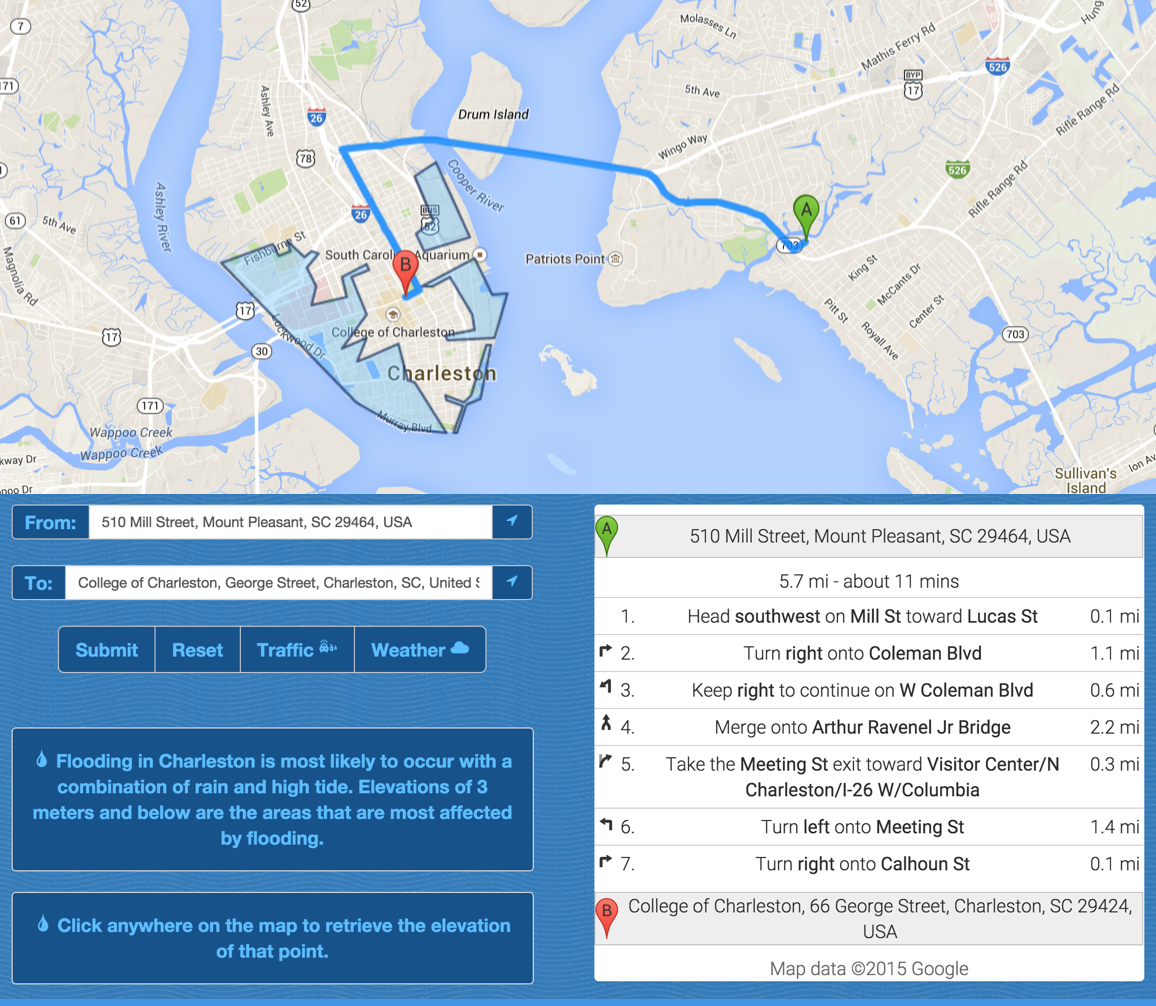 52
7
171
Molasses Ln
Mathis Ferry Rd
Hung
526
BYP
17
5th Ave
Ashley Ave
26
Drum Island
Rifle Range Rd
Wingo Way
78
526
Cooper River
Ashley River
61
5th Ave
26
BUS
52
A
Rifle Range Rd
Fishburne St
South Carol
Aquarium
B
703
Patriots Point
King St
McCants Dr
Magnolia Rd
17
Pitt St
Center St
17
Lockwood Dr
College of Charleston
Royall Ave
703
30
Charleston
171
Murray Blvd
Wappoo Creek
Wappoo Creek
kway Dr
Ion Av
Sullivan's
Island
poo Dr
From:
510 Mill Street, Mount Pleasant, SC 29464, USA
To:
College of Charleston, George Street, Charleston, SC, United S
Submit
Reset
Traffic
Weather
Flooding in Charleston is most likely to occur with a
combination of rain and high tide. Elevations of 3
meters and below are the areas that are most affected
by flooding.
Click anywhere on the map to retrieve the elevation
of that point.
A
510 Mill Street, Mount Pleasant, SC 29464, USA
5.7 mi - about 11 mins
1. Head southwest on Mill St toward Lucas St 0.1 mi
2. Turn right onto Coleman Blvd 1.1 mi
3. Keep right to continue on W Coleman Blvd 0.6 mi
4. Merge onto Arthur Ravenel Jr Bridge 2.2 mi
5. Take the Meeting St exit toward Visitor Center/N 0.3 mi
Charleston/I-26 W/Columbia
6. Turn left onto Meeting St 1.4 mi
7. Turn right onto Calhoun St 0.1 mi
B
College of Charleston, 66 George Street, Charleston, SC 29424,
USA
Map data ©2015 Google